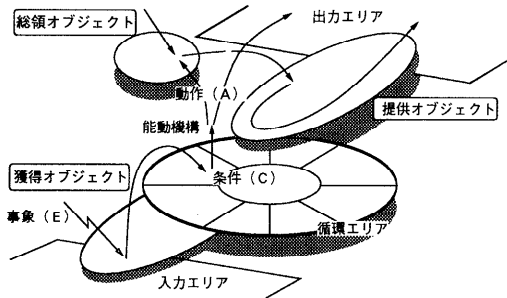 総領オブジェクト
出力エリア
動作（A）
提供オブジェクト
能動機構
獲得オブジェクト
条件（C）
事象（E）
循環エリア
入力エリア